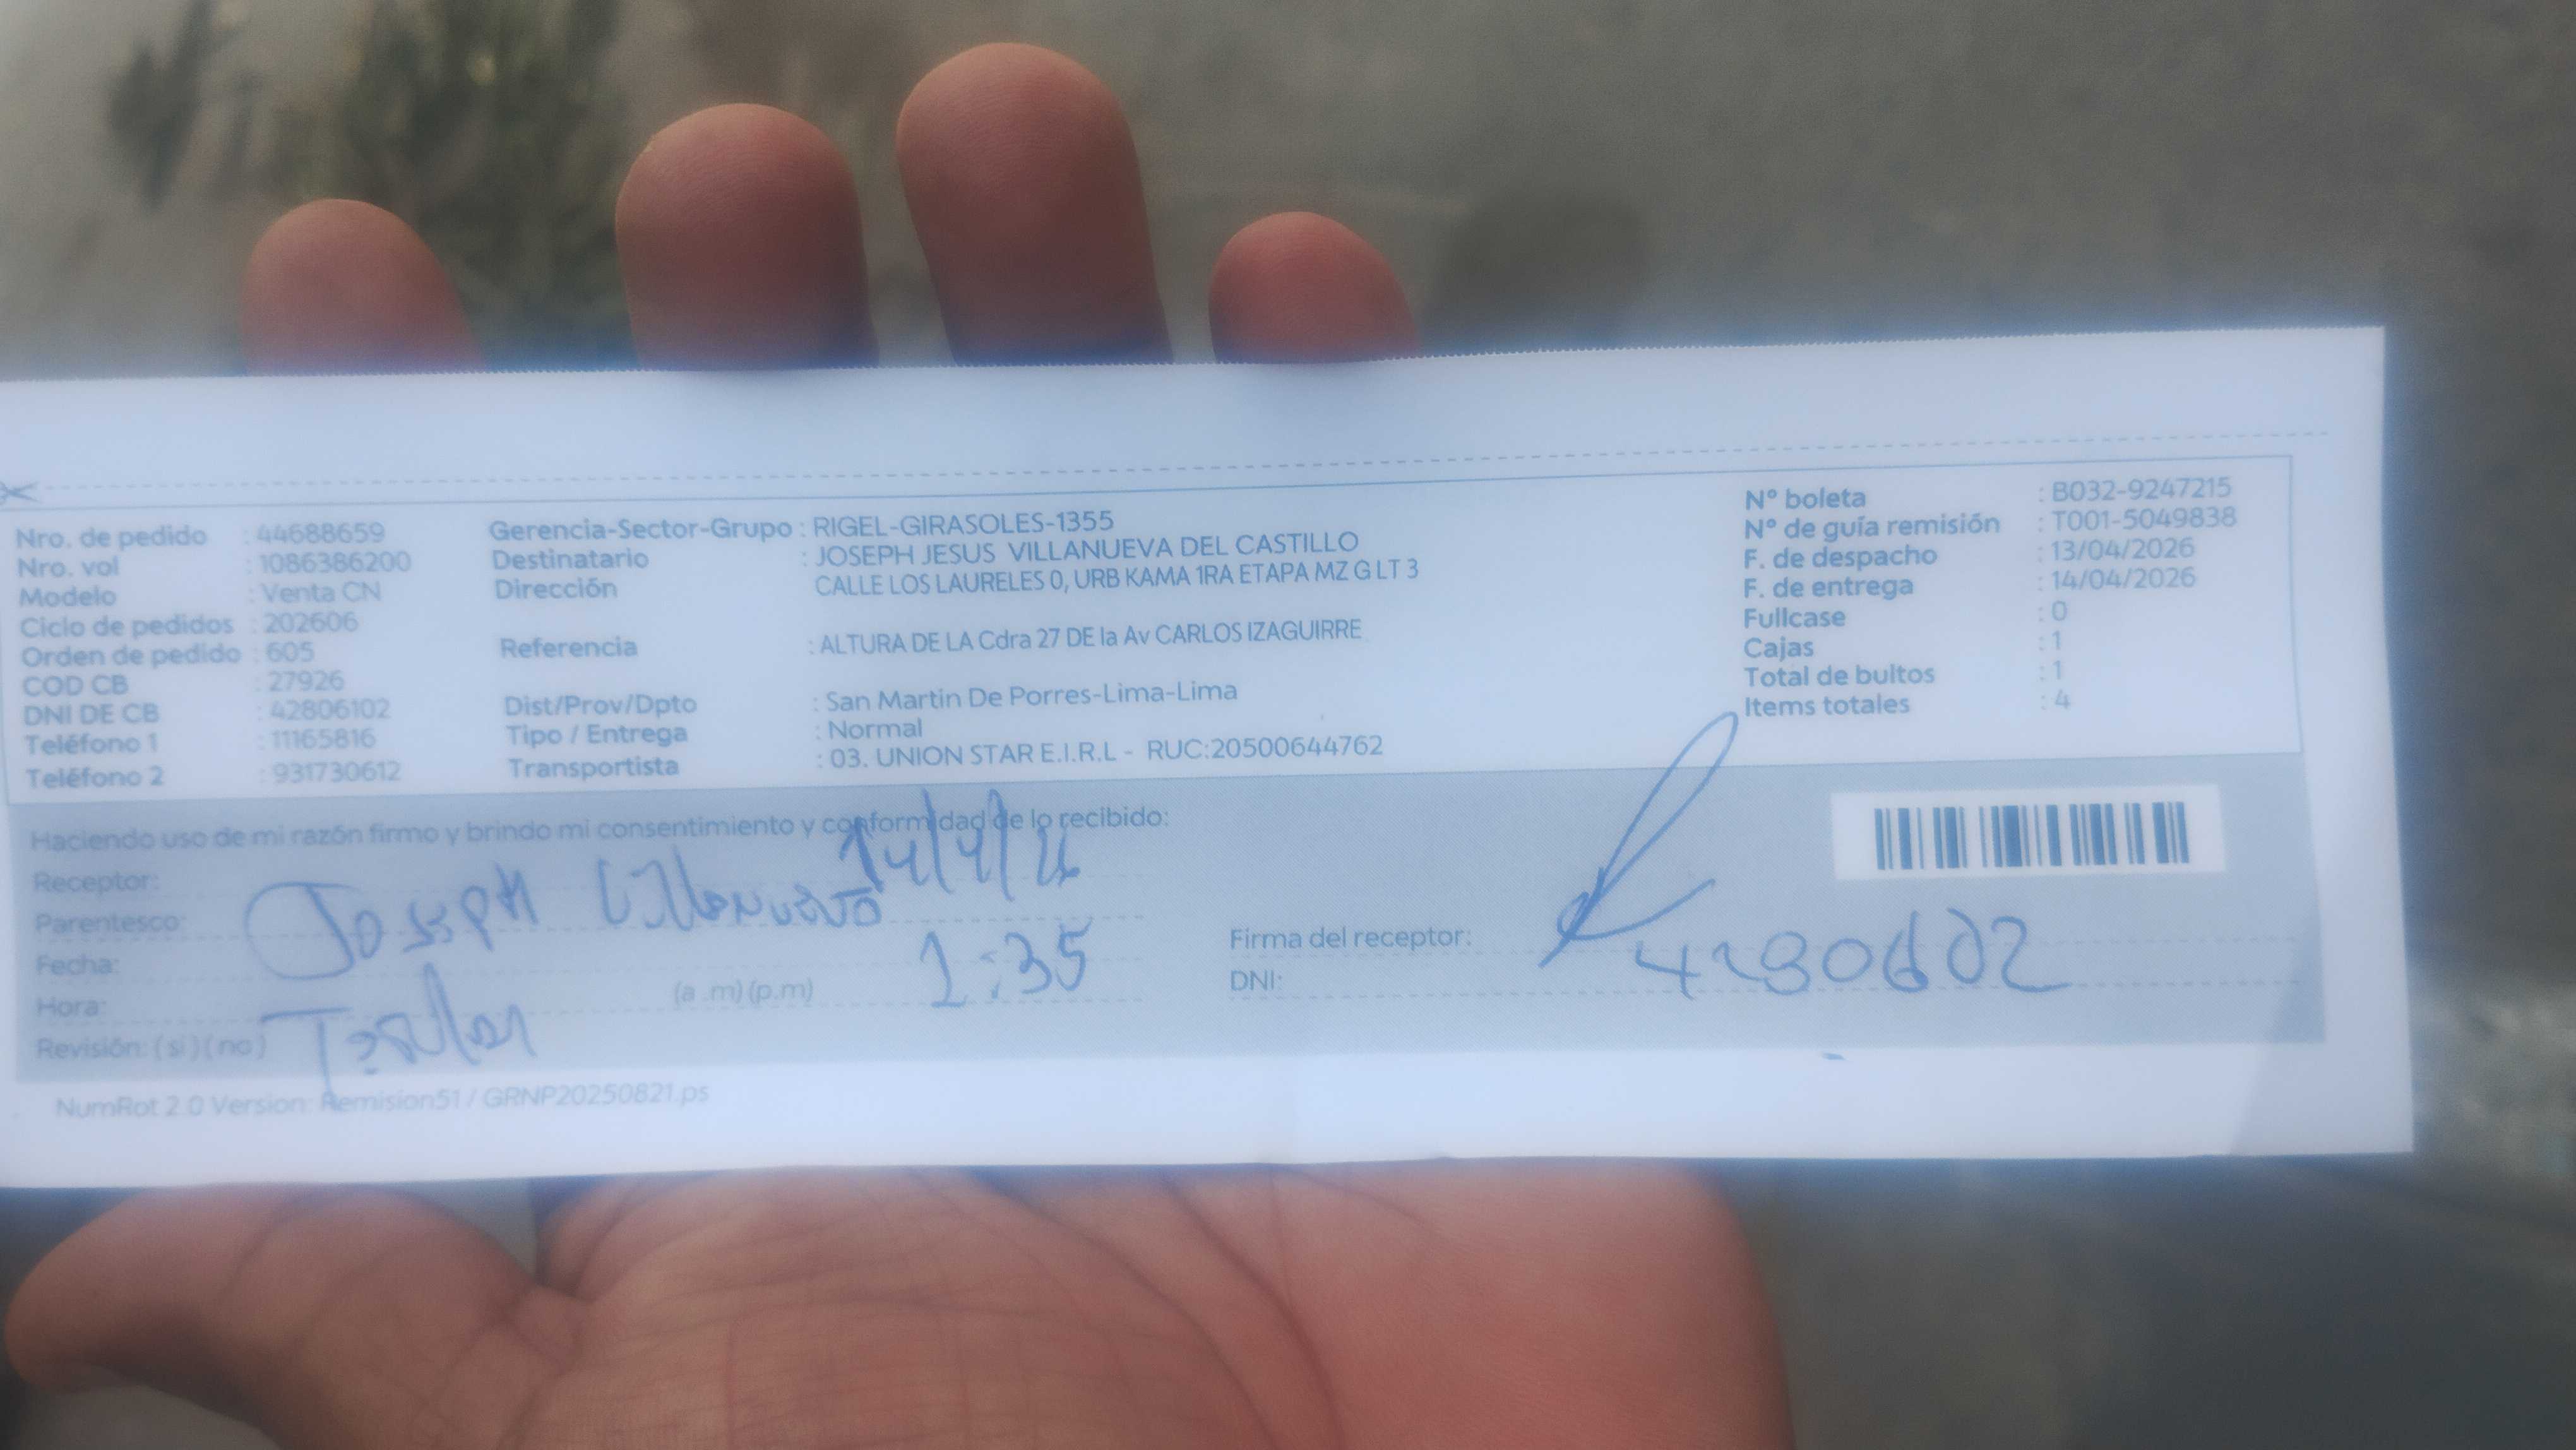 Nro. de pedido : 44688659
Nro. vol : 1086386200
Modelo : Venta CN
Ciclo de pedidos : 202606
Orden de pedido : 605
COD CB : 27926
DNI DE CB : 42806102
Teléfono 1 : 11165816
Teléfono 2 : 931730612
Gerencia-Sector-Grupo : RIGEL-GIRASOLES-1355
Destinatario : JOSEPH JESUS VILLANUEVA DEL CASTILLO
Dirección CALLE LOS LAURELES 0, URB KAMA 1RA ETAPA MZ G LT 3
Referencia : ALTURA DE LA Cdra 27 DE la Av CARLOS IZAGUIRRE
Dist/Prov/Dpto : San Martin De Porres-Lima-Lima
Tipo / Entrega : Normal
Transportista : 03. UNION STAR E.I.R.L - RUC:20500644762
N° boleta : B032-9247215
N° de guía remisión : T001-5049838
F. de despacho : 13/04/2026
F. de entrega : 14/04/2026
Fullcase : 0
Cajas : 1
Total de bultos : 1
Items totales : 4
Haciendo uso de mi razón firmo y brindo mi consentimiento y conformidad de lo recibido:
Receptor: 14/4/26
Parentesco: Joseph Villanueva
Fecha:
Hora: (a .m) (p.m) 1:35
Revisión: (si) (no)
Firma del receptor:
DNI:
NumRot 2.0 Version: Remision51 / GRNP20250821.ps